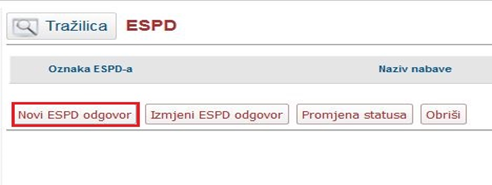 Tražilica ESPD
Oznaka ESPD-a Naziv nabave
Novi ESPD odgovor Izmjeni ESPD odgovor Promjena statusa Obriši